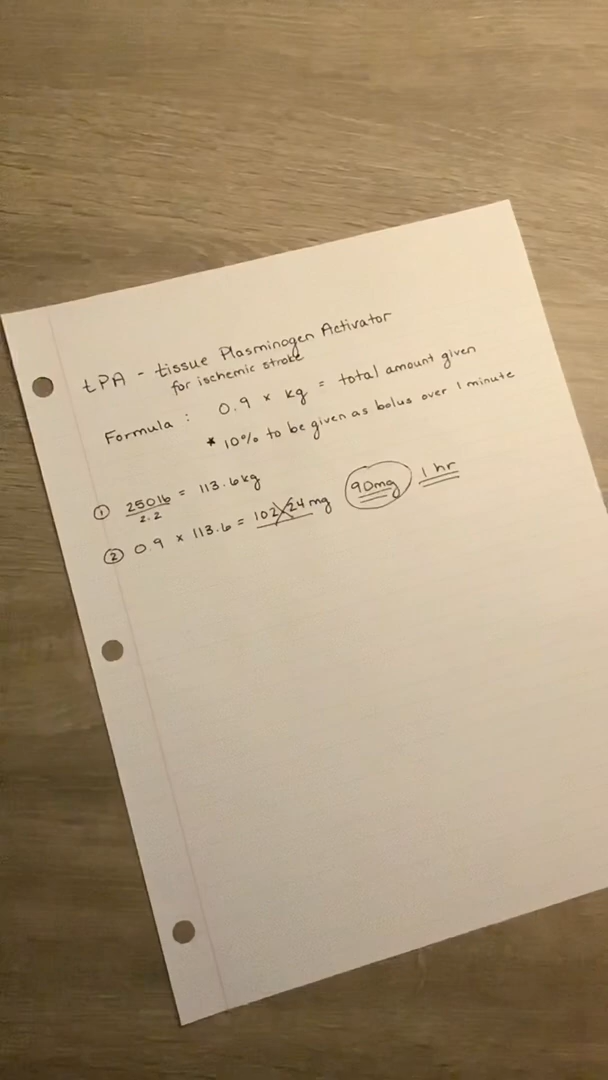 tPA - tissue Plasminogen Activator
for ischemic stroke
Formula : 0.9 x kg = total amount given
* 10% to be given as bolus over 1 minute
① 250lb = 113.6kg
2.2
② 0.9 x 113.6 = 102.24 mg 90mg 1 hr